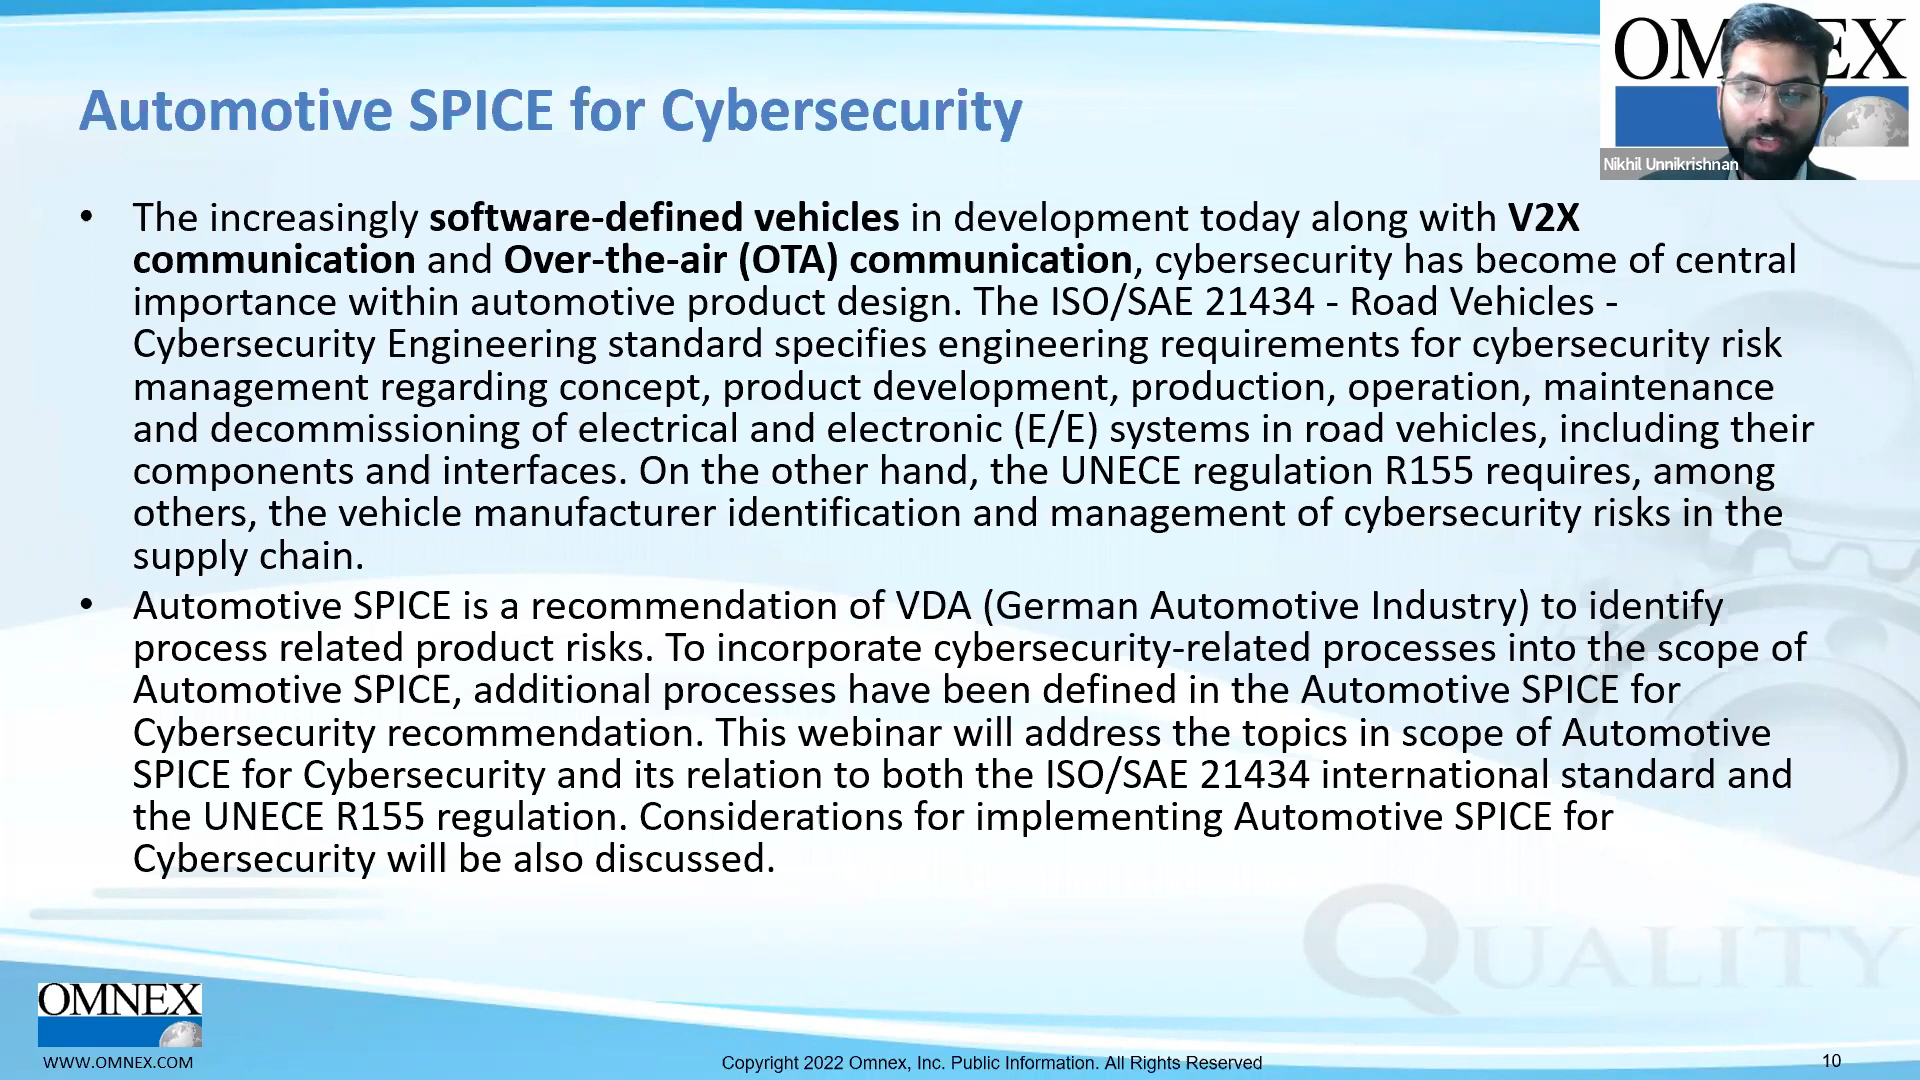 OM EX
Automotive SPICE for Cybersecurity
Nikhil Unnikrishnan
• The increasingly software-defined vehicles in development today along with V2X
communication and Over-the-air (OTA) communication, cybersecurity has become of central
importance within automotive product design. The ISO/SAE 21434 - Road Vehicles -
Cybersecurity Engineering standard specifies engineering requirements for cybersecurity risk
management regarding concept, product development, production, operation, maintenance
and decommissioning of electrical and electronic (E/E) systems in road vehicles, including their
components and interfaces. On the other hand, the UNECE regulation R155 requires, among
others, the vehicle manufacturer identification and management of cybersecurity risks in the
supply chain.
• Automotive SPICE is a recommendation of VDA (German Automotive Industry) to identify
process related product risks. To incorporate cybersecurity-related processes into the scope of
Automotive SPICE, additional processes have been defined in the Automotive SPICE for
Cybersecurity recommendation. This webinar will address the topics in scope of Automotive
SPICE for Cybersecurity and its relation to both the ISO/SAE 21434 international standard and
the UNECE R155 regulation. Considerations for implementing Automotive SPICE for
Cybersecurity will be also discussed.
QUALITY
OMNEX
WWW.OMNEX.COM
Copyright 2022 Omnex, Inc. Public Information. All Rights Reserved
10